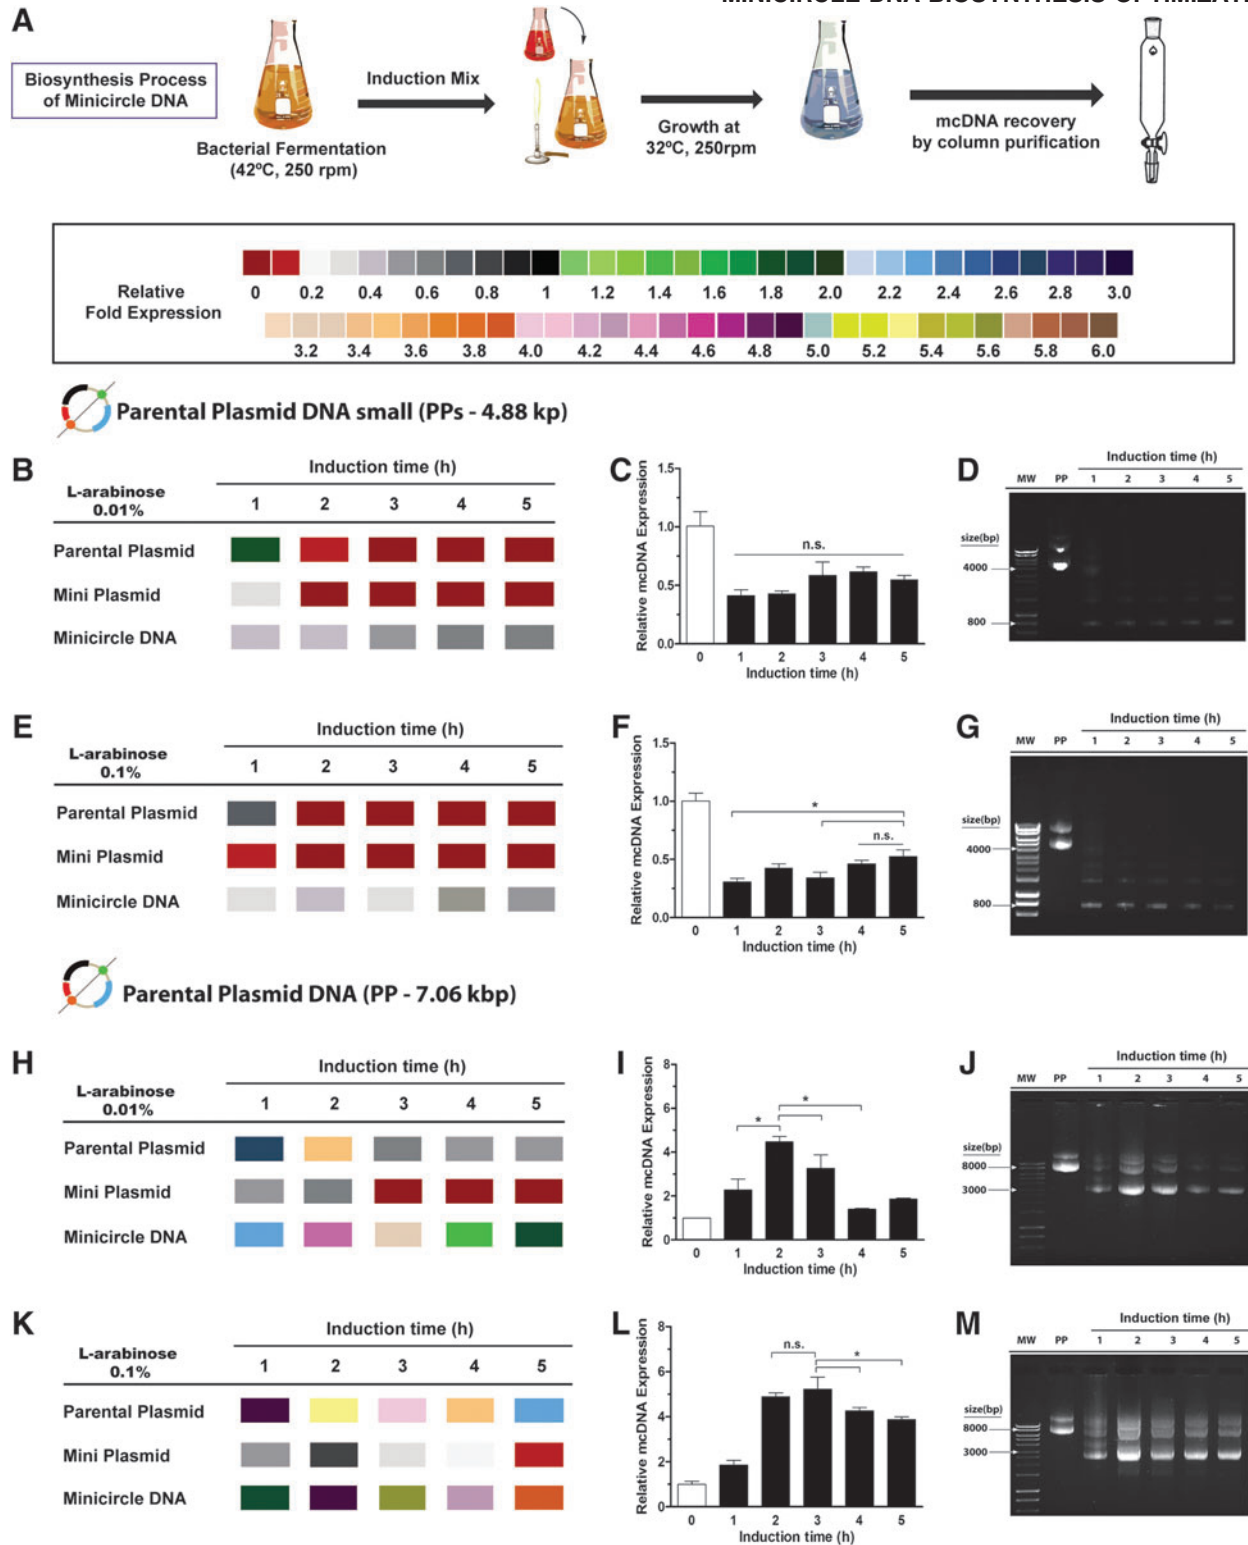 A
Biosynthesis Process
of Minicircle DNA
Bacterial Fermentation
(42ºC, 250 rpm)
Induction Mix
Growth at
32ºC, 250rpm
mcDNA recovery
by column purification
Relative
Fold Expression
0 0.2 0.4 0.6 0.8 1 1.2 1.4 1.6 1.8 2.0 2.2 2.4 2.6 2.8 3.0
3.2 3.4 3.6 3.8 4.0 4.2 4.4 4.6 4.8 5.0 5.2 5.4 5.6 5.8 6.0
Parental Plasmid DNA small (PPs - 4.88 kp)
B
Induction time (h)
L-arabinose
0.01%
1 2 3 4 5
Parental Plasmid
Mini Plasmid
Minicircle DNA
C
Relative mcDNA Expression
1.5
1.0
0.5
0.0
n.s.
0 1 2 3 4 5
Induction time (h)
D
Induction time (h)
MW PP 1 2 3 4 5
size(bp)
4000
800
E
Induction time (h)
L-arabinose
0.1%
1 2 3 4 5
Parental Plasmid
Mini Plasmid
Minicircle DNA
F
Relative mcDNA Expression
1.5
1.0
0.5
0.0
*
n.s.
0 1 2 3 4 5
Induction time (h)
G
Induction time (h)
MW PP 1 2 3 4 5
size(bp)
4000
800
Parental Plasmid DNA (PP - 7.06 kbp)
H
Induction time (h)
L-arabinose
0.01%
1 2 3 4 5
Parental Plasmid
Mini Plasmid
Minicircle DNA
I
Relative mcDNA Expression
8
6
4
2
0
* *
0 1 2 3 4 5
Induction time (h)
J
Induction time (h)
MW PP 1 2 3 4 5
size(bp)
8000
3000
K
Induction time (h)
L-arabinose
0.1%
1 2 3 4 5
Parental Plasmid
Mini Plasmid
Minicircle DNA
L
Relative mcDNA Expression
8
6
4
2
0
n.s. *
0 1 2 3 4 5
Induction time (h)
M
Induction time (h)
MW PP 1 2 3 4 5
size(bp)
8000
3000